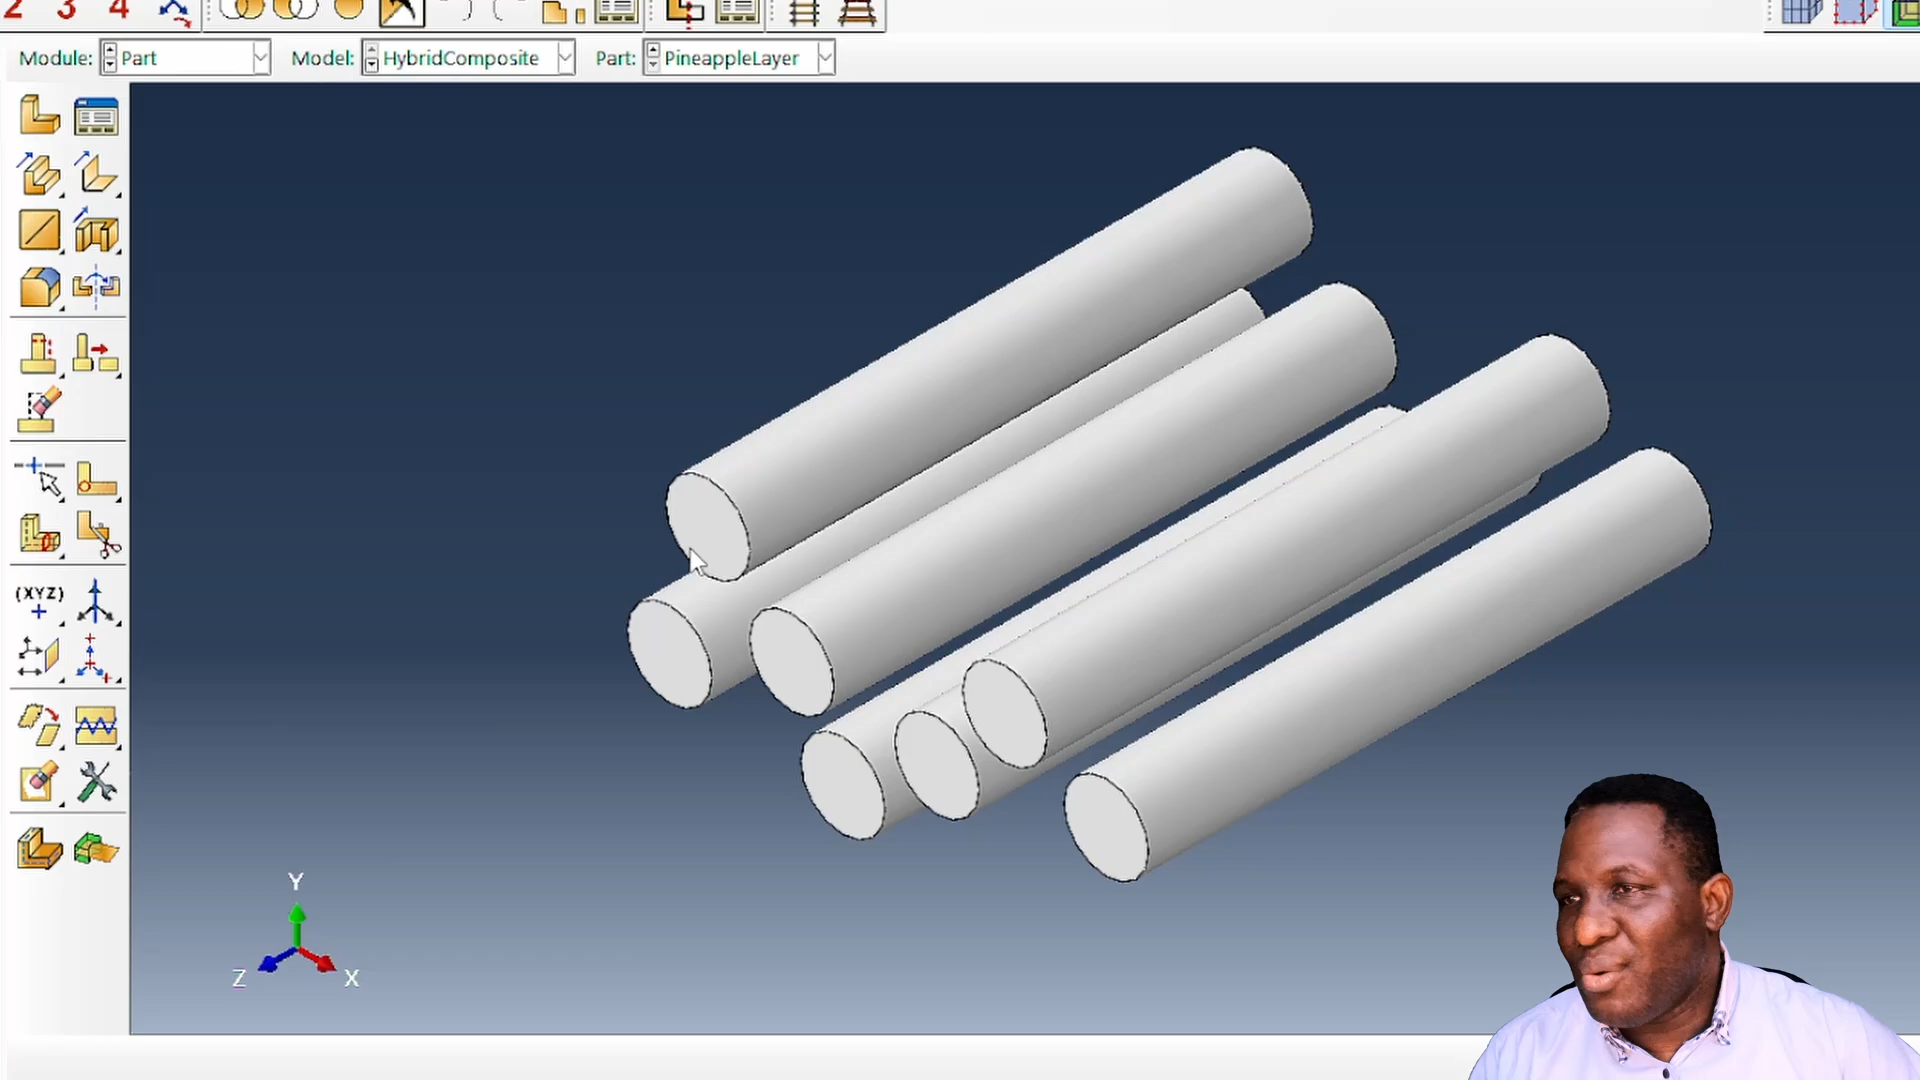 2 3 4
Module: Part Model: HybridComposite Part: PineappleLayer
(XYZ)
Y
Z X